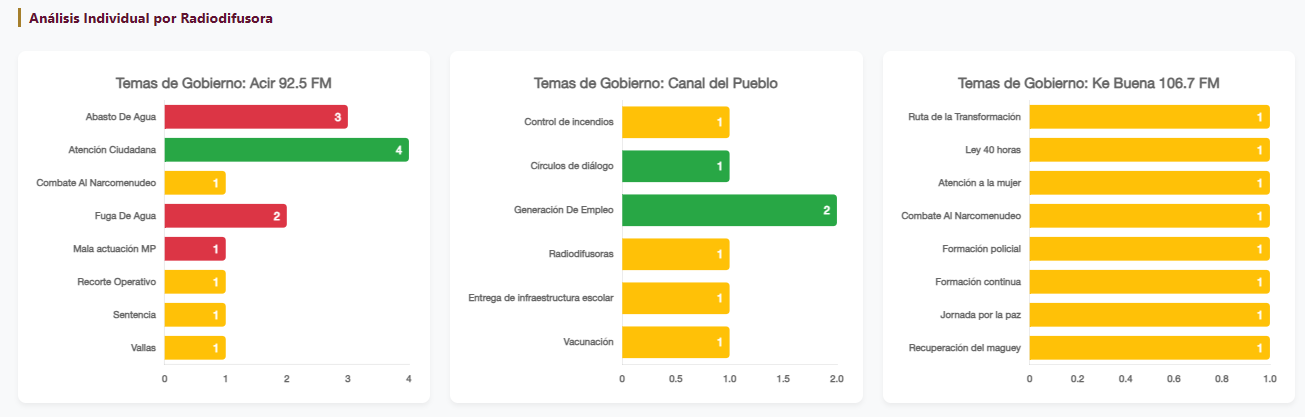 Análisis Individual por Radiodifusora
Temas de Gobierno: Acir 92.5 FM
Abasto De Agua 3
Atención Ciudadana 4
Combate Al Narcomenudeo 1
Fuga De Agua 2
Mala actuación MP 1
Recorte Operativo 1
Sentencia 1
Vallas 1
0 1 2 3 4
Temas de Gobierno: Canal del Pueblo
Control de incendios 1
Círculos de diálogo 1
Generación De Empleo 2
Radiodifusoras 1
Entrega de infraestructura escolar 1
Vacunación 1
0 0.5 1.0 1.5 2.0
Temas de Gobierno: Ke Buena 106.7 FM
Ruta de la Transformación 1
Ley 40 horas 1
Atención a la mujer 1
Combate Al Narcomenudeo 1
Formación policial 1
Formación continua 1
Jornada por la paz 1
Recuperación del maguey 1
0 0.2 0.4 0.6 0.8 1.0